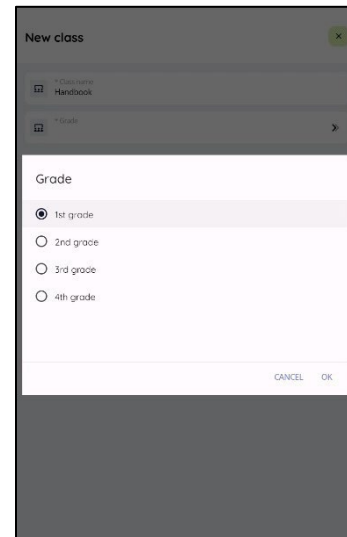 New class
* Class name
Handbook
* Grade
Grade
1st grade
2nd grade
3rd grade
4th grade
CANCEL OK